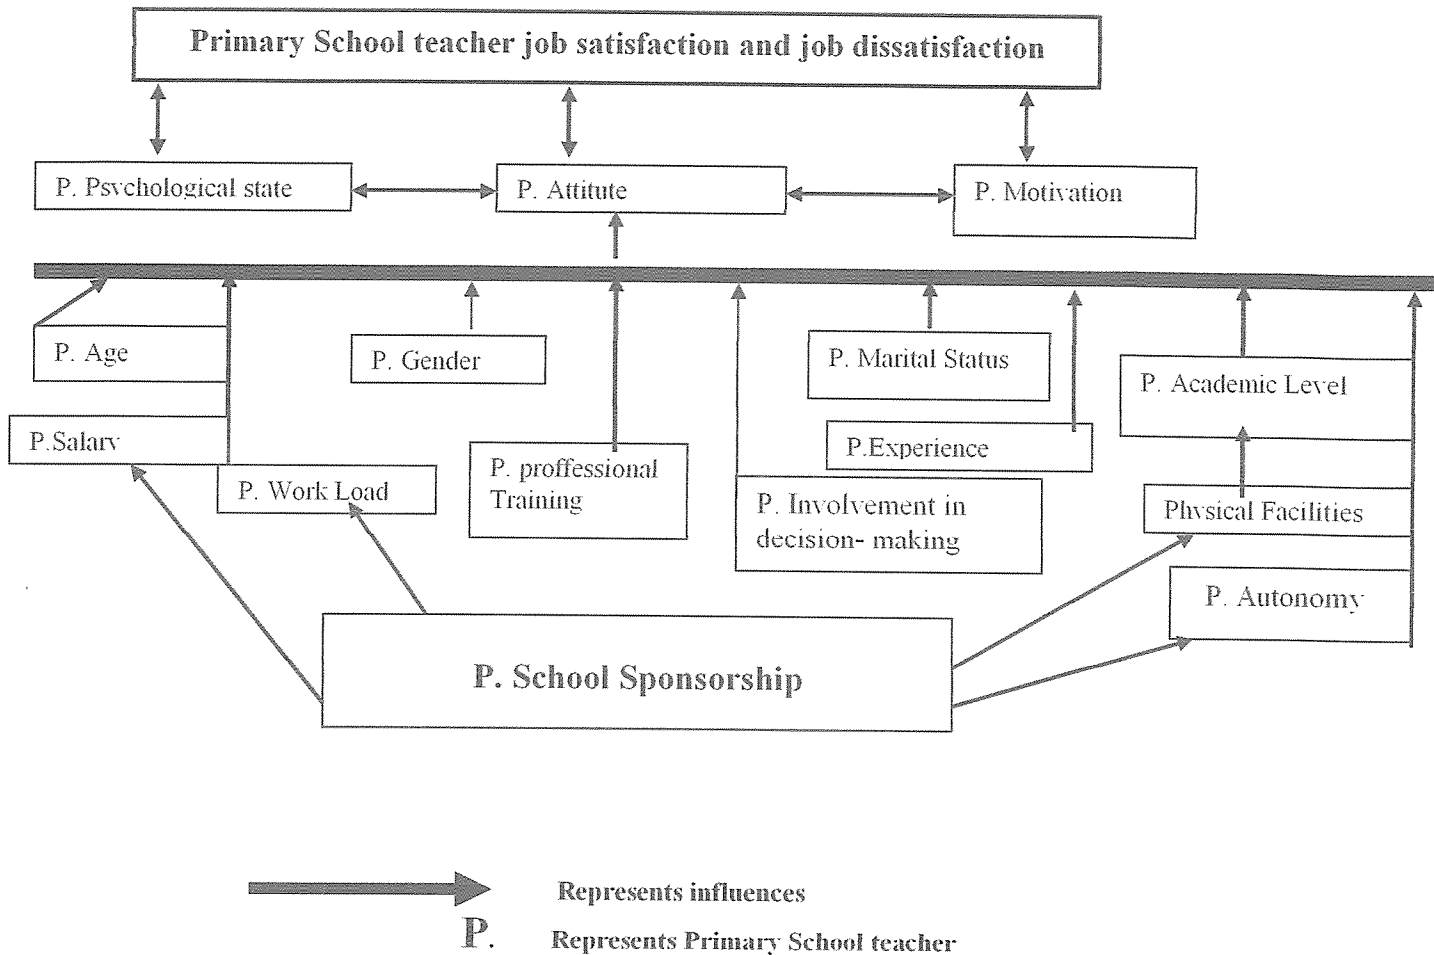 Primary School teacher job satisfaction and job dissatisfaction
P. Psychological state
P. Attitute
P. Motivation
P. Age
P. Gender
P. Marital Status
P. Academic Level
P.Salary
P.Experience
P. Work Load
P. proffessional
Training
P. Involvement in
decision- making
Physical Facilities
P. Autonomy
P. School Sponsorship
Represents influences
P.
Represents Primary School teacher